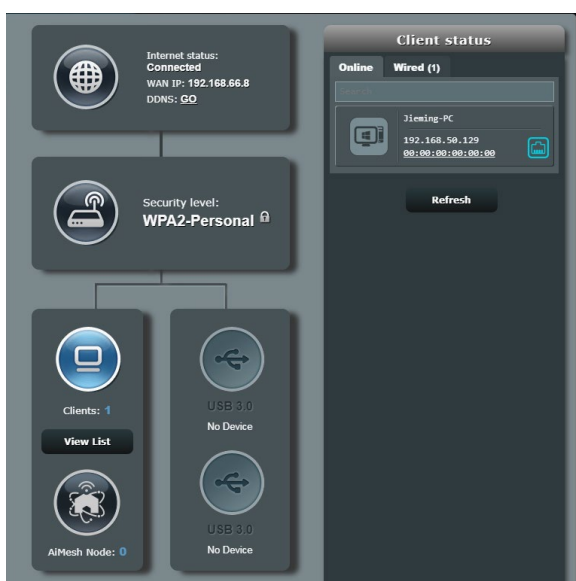 Internet status:
Connected
WAN IP: 192.168.66.8
DDNS: GO
Security level:
WPA2-Personal
Clients: 1
View List
AiMesh Node: 0
USB 3.0
No Device
USB 3.0
No Device
Client status
Online Wired (1)
Search
Jieming-PC
192.168.50.129
00:00:00:00:00:00
Refresh